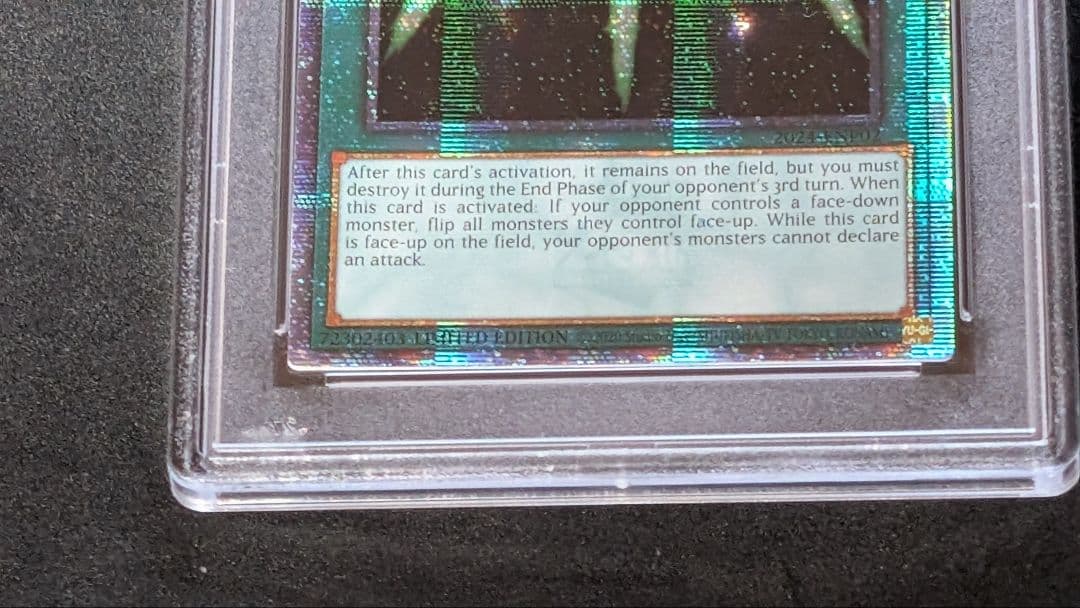 After this card's activation, it remains on the field, but you must
destroy it during the End Phase of your opponent's 3rd turn. When
this card is activated: If your opponent controls a face-down
monster, flip all monsters they control face-up. While this card
is face-up on the field, your opponent's monsters cannot declare
an attack.
72302403 LIMITED EDITION
YU-GI-